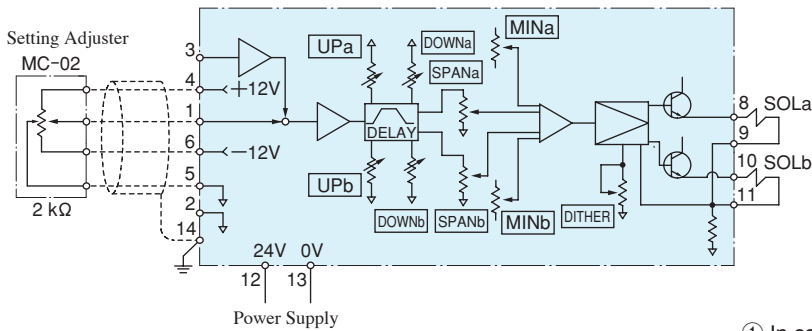 Setting Adjuster
MC-02
2 kΩ
3
4
1
6
5
2
14
+12V
−12V
UPa
DOWNa
SPANa
MINa
DELAY
UPb
DOWNb
SPANb
MINb
DITHER
8 SOLa
9
10 SOLb
11
24V 0V
12 13
Power Supply
① In ca